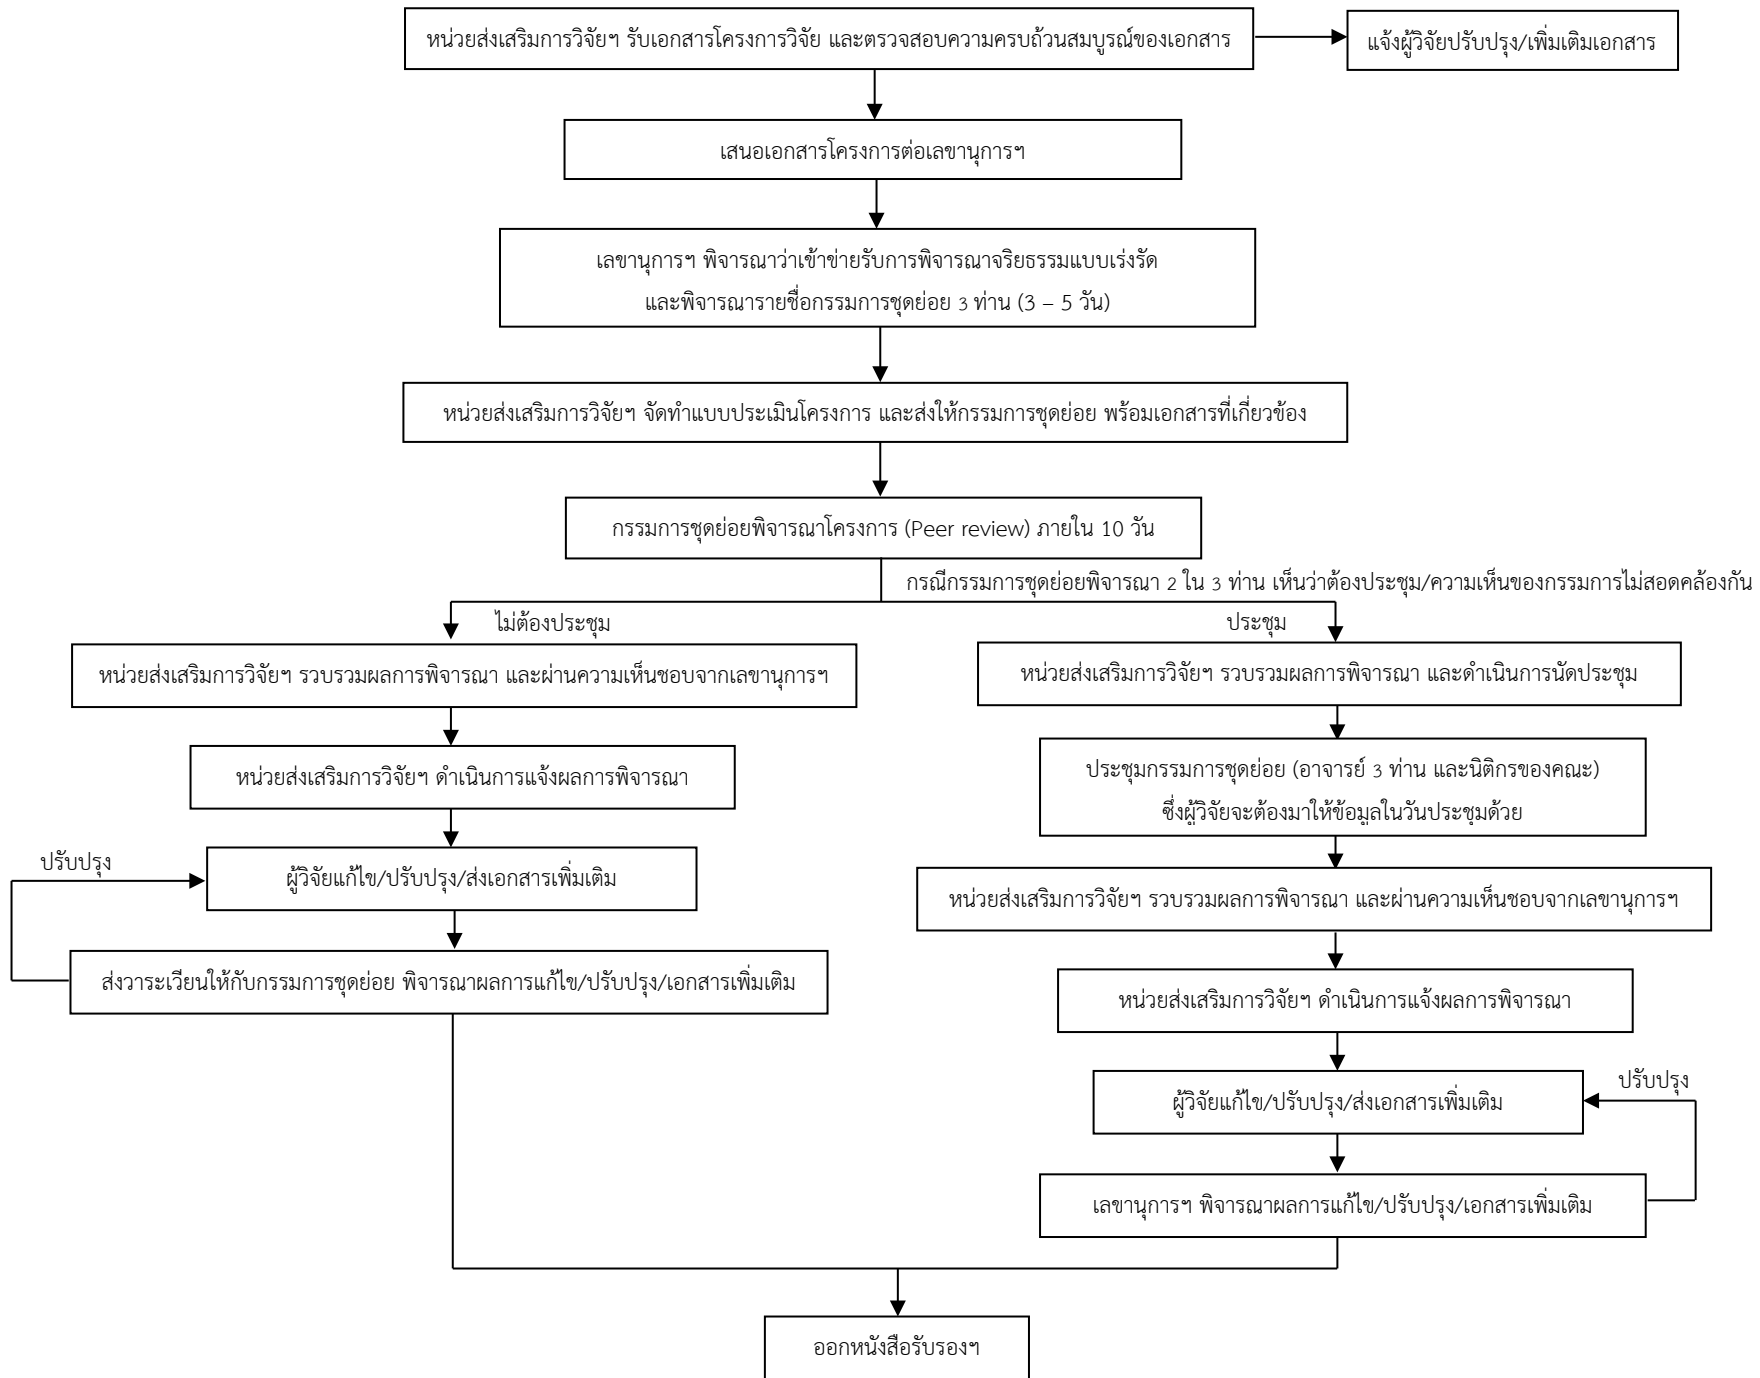 หน่วยส่งเสริมการวิจัยฯ รับเอกสารโครงการวิจัย และตรวจสอบความครบถ้วนสมบูรณ์ของเอกสาร
แจ้งผู้วิจัยปรับปรุง/เพิ่มเติมเอกสาร
เสนอเอกสารโครงการต่อเลขานุการฯ
เลขานุการฯ พิจารณาว่าเข้าข่ายรับการพิจารณาจริยธรรมแบบเร่งรัด
และพิจารณารายชื่อกรรมการชุดย่อย 3 ท่าน (3 – 5 วัน)
หน่วยส่งเสริมการวิจัยฯ จัดทำแบบประเมินโครงการ และส่งให้กรรมการชุดย่อย พร้อมเอกสารที่เกี่ยวข้อง
กรรมการชุดย่อยพิจารณาโครงการ (Peer review) ภายใน 10 วัน
กรณีกรรมการชุดย่อยพิจารณา 2 ใน 3 ท่าน เห็นว่าต้องประชุม/ความเห็นของกรรมการไม่สอดคล้องกัน
ไม่ต้องประชุม
หน่วยส่งเสริมการวิจัยฯ รวบรวมผลการพิจารณา และผ่านความเห็นชอบจากเลขานุการฯ
หน่วยส่งเสริมการวิจัยฯ ดำเนินการแจ้งผลการพิจารณา
ปรับปรุง
ผู้วิจัยแก้ไข/ปรับปรุง/ส่งเอกสารเพิ่มเติม
ส่งวาระเวียนให้กับกรรมการชุดย่อย พิจารณาผลการแก้ไข/ปรับปรุง/เอกสารเพิ่มเติม
ประชุม
หน่วยส่งเสริมการวิจัยฯ รวบรวมผลการพิจารณา และดำเนินการนัดประชุม
ประชุมกรรมการชุดย่อย (อาจารย์ 3 ท่าน และนิติกรของคณะ)
ซึ่งผู้วิจัยจะต้องมาให้ข้อมูลในวันประชุมด้วย
หน่วยส่งเสริมการวิจัยฯ รวบรวมผลการพิจารณา และผ่านความเห็นชอบจากเลขานุการฯ
หน่วยส่งเสริมการวิจัยฯ ดำเนินการแจ้งผลการพิจารณา
ปรับปรุง
ผู้วิจัยแก้ไข/ปรับปรุง/ส่งเอกสารเพิ่มเติม
เลขานุการฯ พิจารณาผลการแก้ไข/ปรับปรุง/เอกสารเพิ่มเติม
ออกหนังสือรับรองฯ